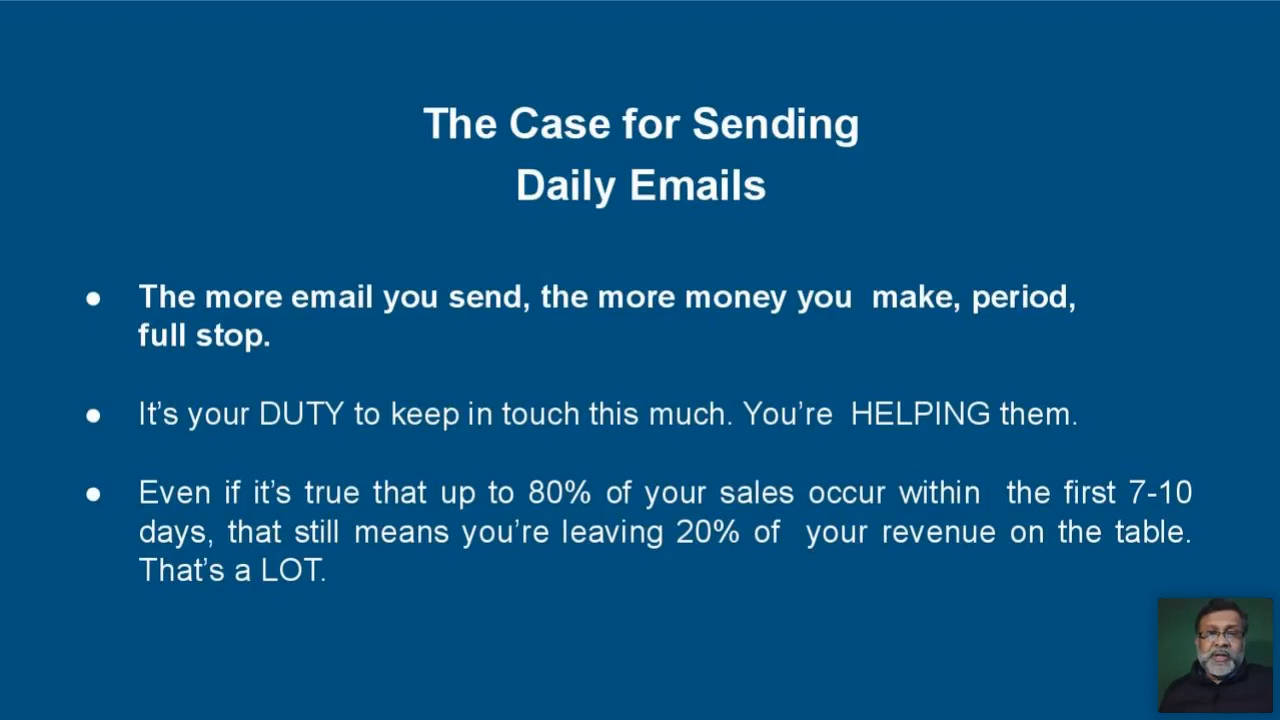 The Case for Sending
Daily Emails
● The more email you send, the more money you make, period,
full stop.
● It's your DUTY to keep in touch this much. You're HELPING them.
● Even if it's true that up to 80% of your sales occur within the first 7-10
days, that still means you're leaving 20% of your revenue on the table.
That's a LOT.